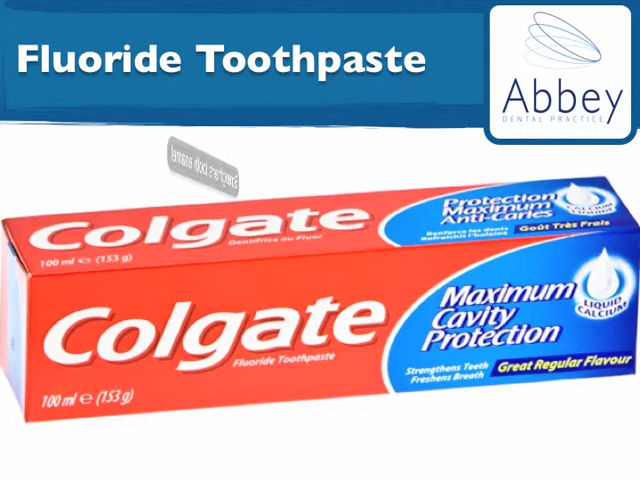 Fluoride Toothpaste
Abbey
DENTAL PRACTICE
Colgate
Dentifrice au Fluor
100 ml e (153 g)
Protection
Maximum
Anti-Caries
Renforce les dents
Rafraîchit l'haleine
Goût Très Frais
CALCIUM
LIQUIDE
Colgate
Fluoride Toothpaste
100 ml e (153 g)
Maximum
Cavity
Protection
LIQUID
CALCIUM
Strengthens Teeth
Freshens Breath
Great Regular Flavour